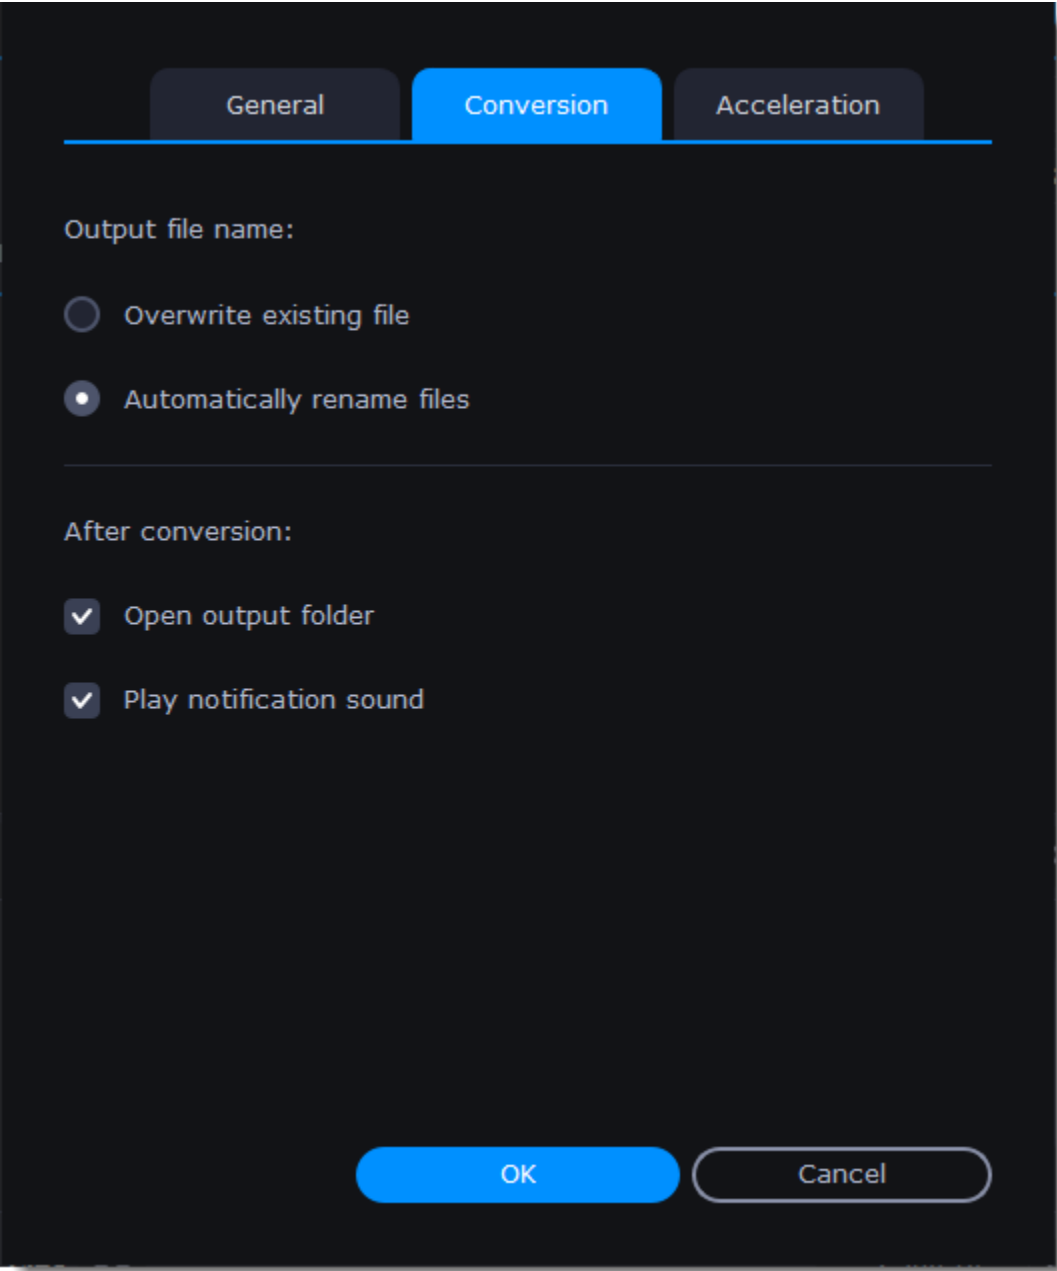 General Conversion Acceleration
Output file name:
Overwrite existing file
Automatically rename files
After conversion:
Open output folder
Play notification sound
OK Cancel